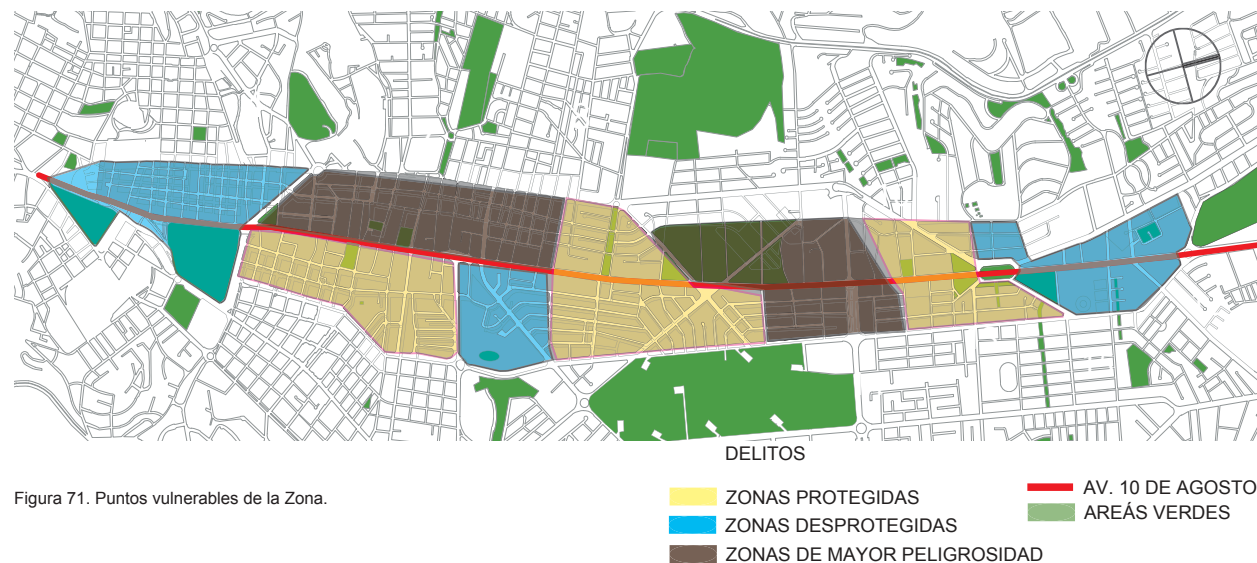 DELITOS
Figura 71. Puntos vulnerables de la Zona.
ZONAS PROTEGIDAS
ZONAS DESPROTEGIDAS
ZONAS DE MAYOR PELIGROSIDAD
AV. 10 DE AGOSTO
AREÁS VERDES